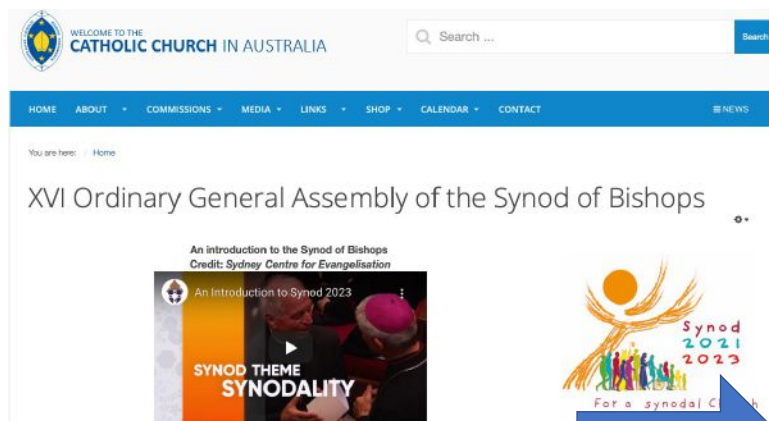 WELCOME TO THE
CATHOLIC CHURCH IN AUSTRALIA
Search ...
Search
HOME ABOUT COMMISSIONS MEDIA LINKS SHOP CALENDAR CONTACT NEWS
You are here: / Home
XVI Ordinary General Assembly of the Synod of Bishops
An introduction to the Synod of Bishops
Credit: Sydney Centre for Evangelisation
An Introduction to Synod 2023
SYNOD THEME
SYNODALITY
Synod
2021
2023
For a synodal